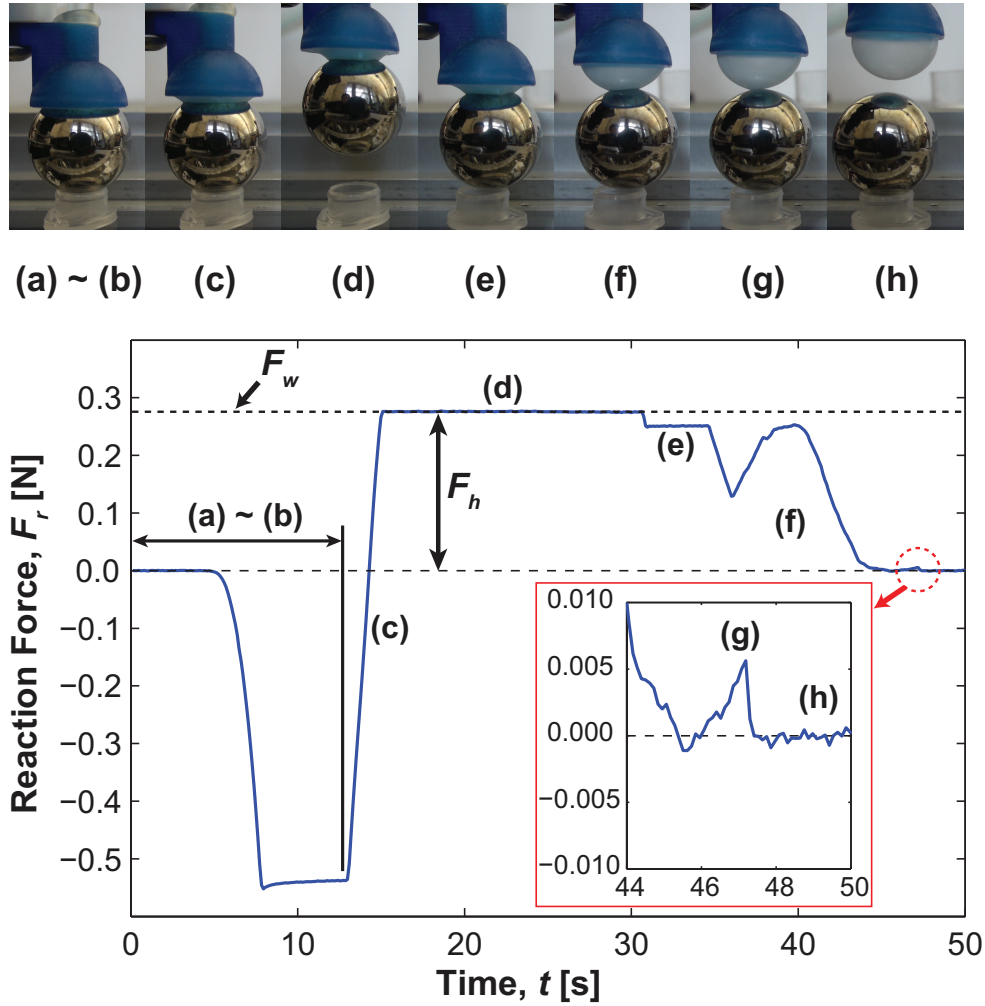 (a) ~ (b) (c) (d) (e) (f) (g) (h)
F_w
(d)
(e)
F_h
(a) ~ (b)
(f)
(c)
0.3
0.2
0.1
0.0
−0.1
−0.2
−0.3
−0.4
−0.5
Reaction Force, F_r [N]
0.010
0.005
0.000
−0.005
−0.010
(g)
(h)
44 46 48 50
0 10 20 30 40 50
Time, t [s]